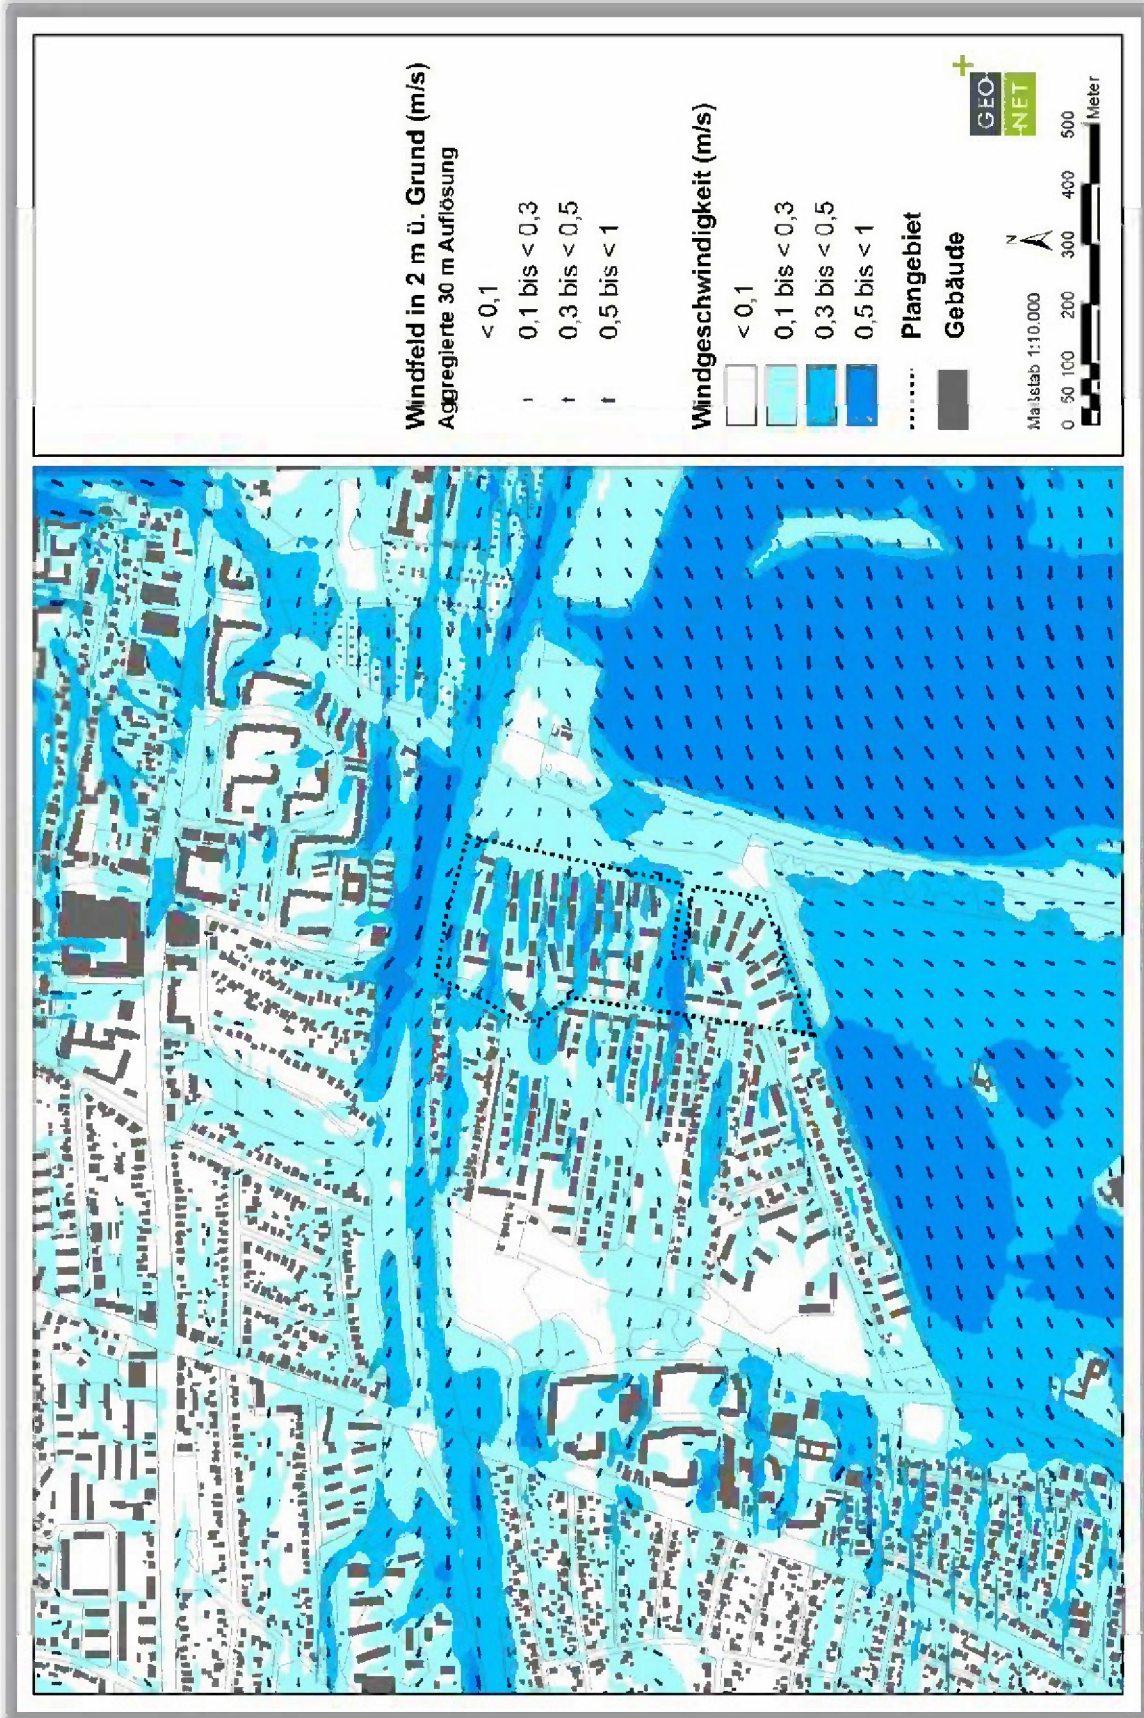 Windfeld in 2 m ü. Grund (m/s)
Aggregierte 30 m Auflösung
< 0,1
0,1 bis < 0,3
0,3 bis < 0,5
0,5 bis < 1
Windgeschwindigkeit (m/s)
< 0,1
0,1 bis < 0,3
0,3 bis < 0,5
0,5 bis < 1
Plangebiet
Gebäude
N
Maßstab 1:10.000
0 50 100 200 300 400 500
Meter
GEO-
NET